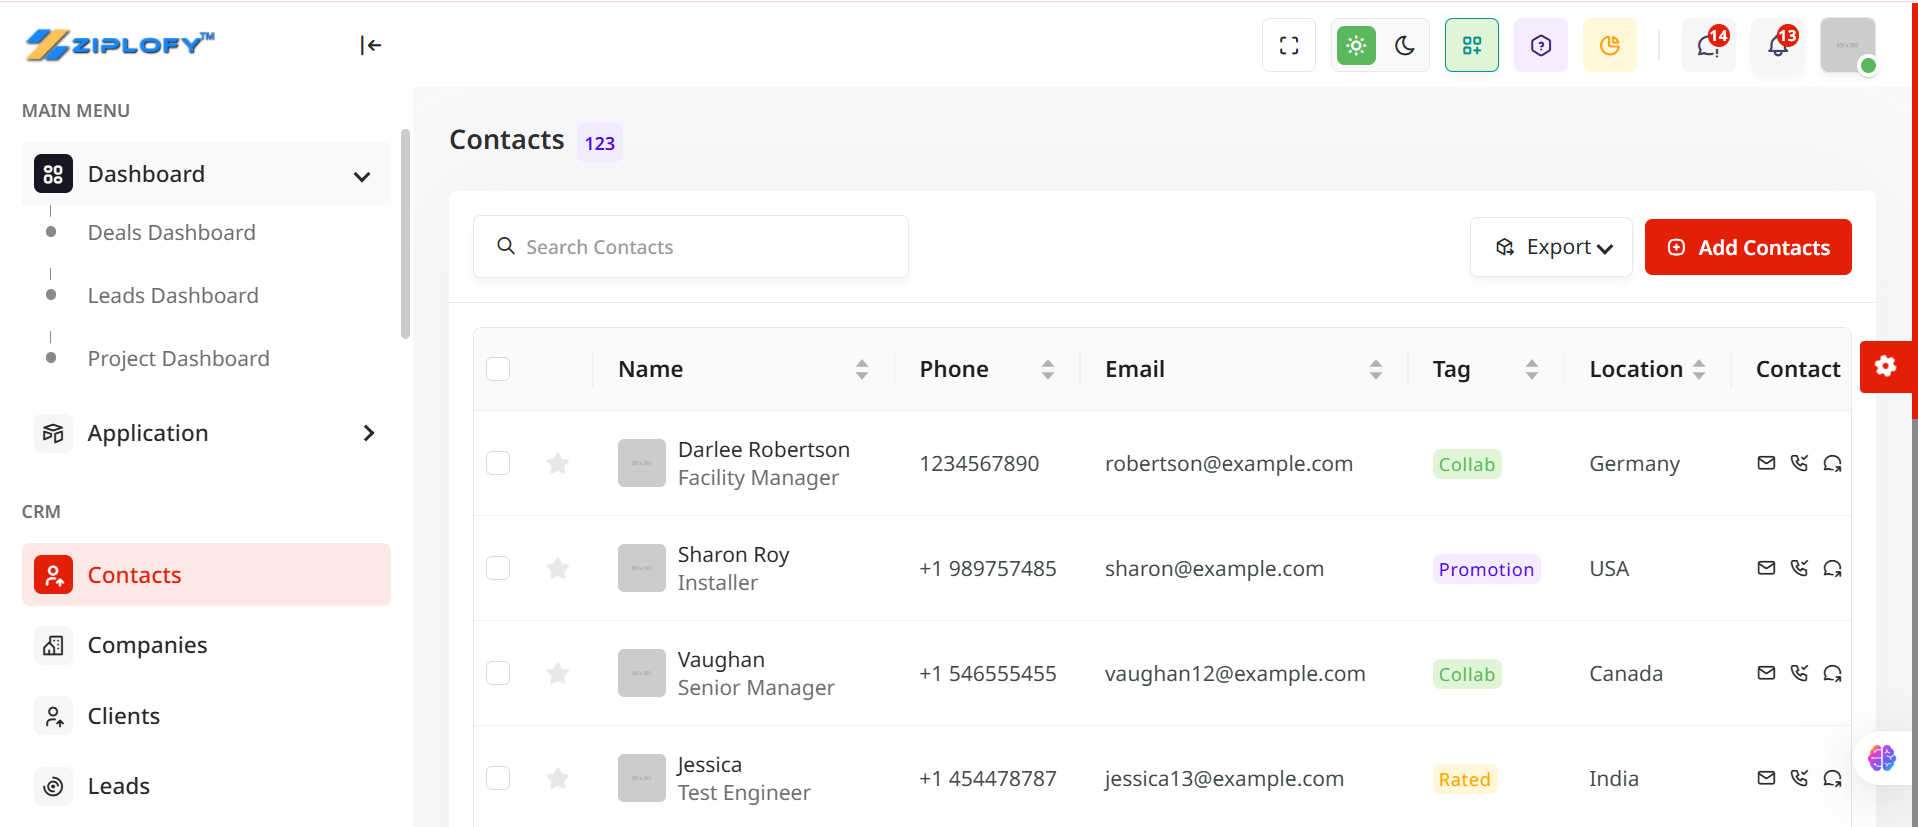 ZIPLOFY™
14
13
MAIN MENU
Dashboard
Deals Dashboard
Leads Dashboard
Project Dashboard
Application
CRM
Contacts
Companies
Clients
Leads
Contacts 123
Search Contacts
Export
Add Contacts
Name Phone Email Tag Location Contact
Darlee Robertson
Facility Manager
1234567890 robertson@example.com Collab Germany
Sharon Roy
Installer
+1 989757485 sharon@example.com Promotion USA
Vaughan
Senior Manager
+1 546555455 vaughan12@example.com Collab Canada
Jessica
Test Engineer
+1 454478787 jessica13@example.com Rated India